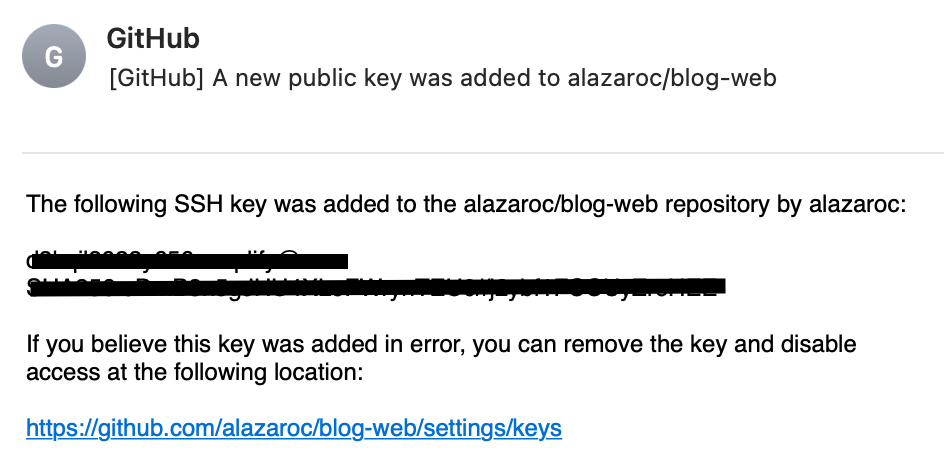 G
GitHub
[GitHub] A new public key was added to alazaroc/blog-web
The following SSH key was added to the alazaroc/blog-web repository by alazaroc:
If you believe this key was added in error, you can remove the key and disable
access at the following location:
https://github.com/alazaroc/blog-web/settings/keys